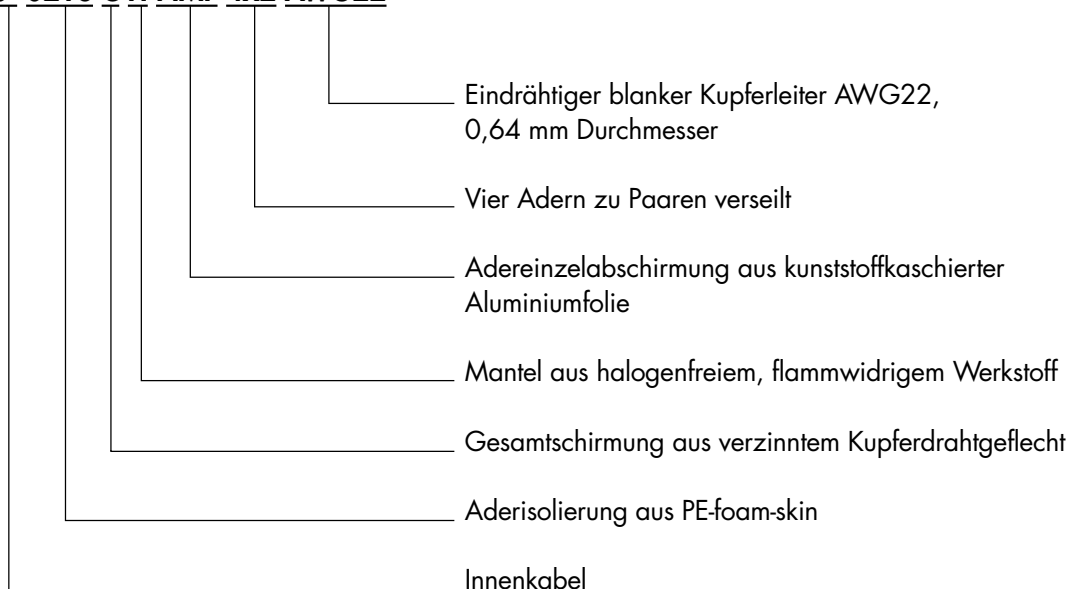 AWG22
Eindrähtiger blanker Kupferleiter AWG22,
0,64 mm Durchmesser
Vier Adern zu Paaren verseilt
Adereinzelabschirmung aus kunststoffkaschierter
Aluminiumfolie
Mantel aus halogenfreiem, flammwidrigem Werkstoff
Gesamtschirmung aus verzinntem Kupferdrahtgeflecht
Aderisolierung aus PE-foam-skin
Innenkabel